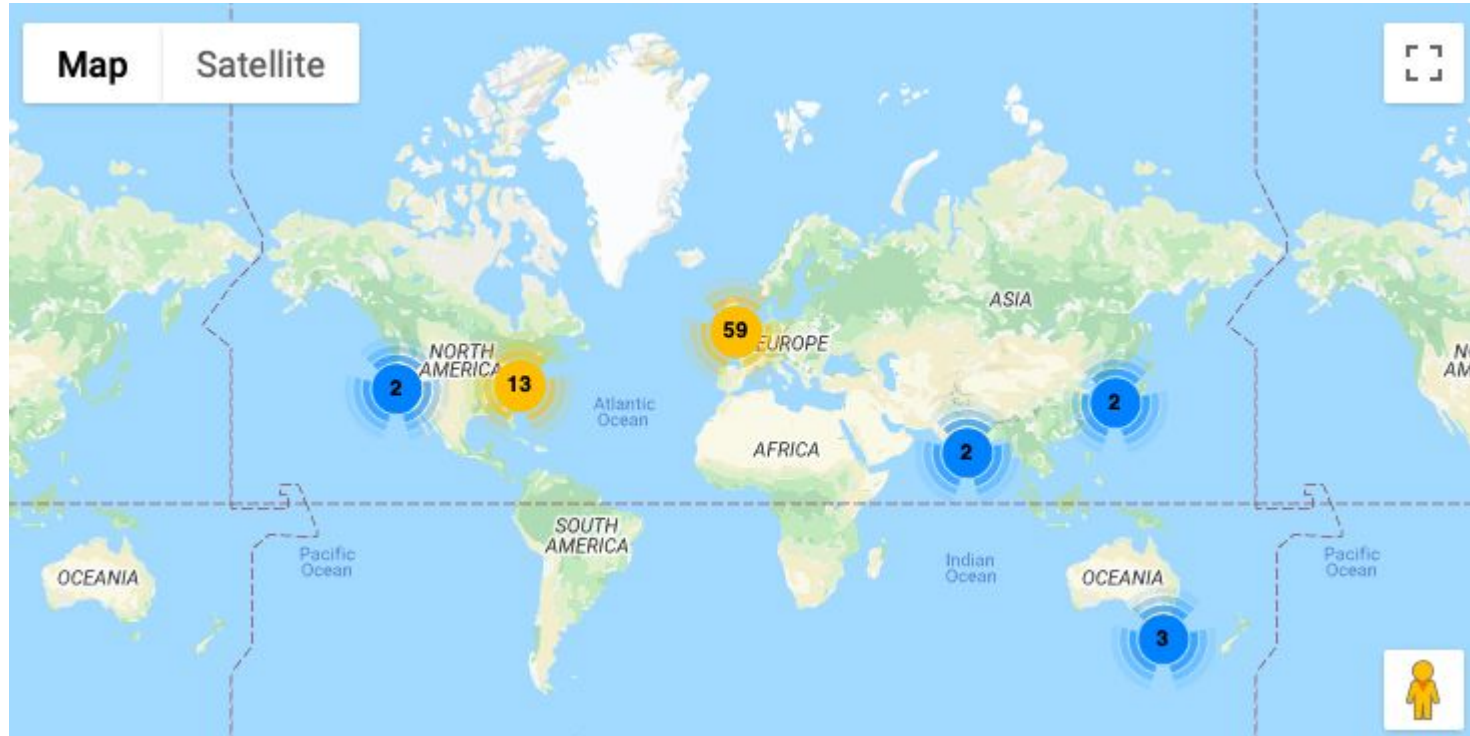 Map
Satellite
ASIA
59
EUROPE
NORTH
AMERICA
2
13
Atlantic
Ocean
2
AFRICA
2
SOUTH
AMERICA
Pacific
Ocean
Indian
Ocean
Pacific
Ocean
OCEANIA
OCEANIA
3